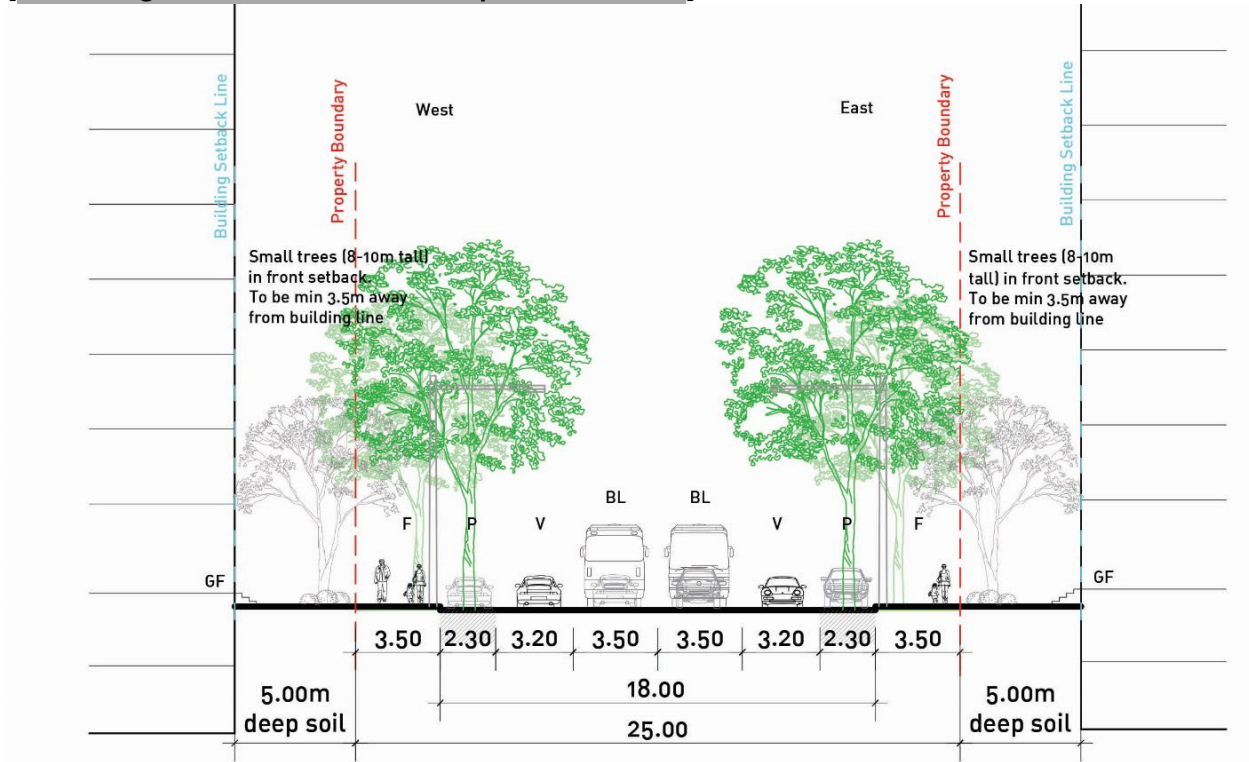 West
East
Building Setback Line
Property Boundary
Property Boundary
Building Setback Line
Small trees (8-10m tall)
in front setback.
To be min 3.5m away
from building line
Small trees (8-10m
tall) in front setback.
To be min 3.5m away
from building line
BL
BL
F
P
V
V
P
F
GF
GF
3.50
2.30
3.20
3.50
3.50
3.20
2.30
3.50
18.00
25.00
5.00m
deep soil
5.00m
deep soil